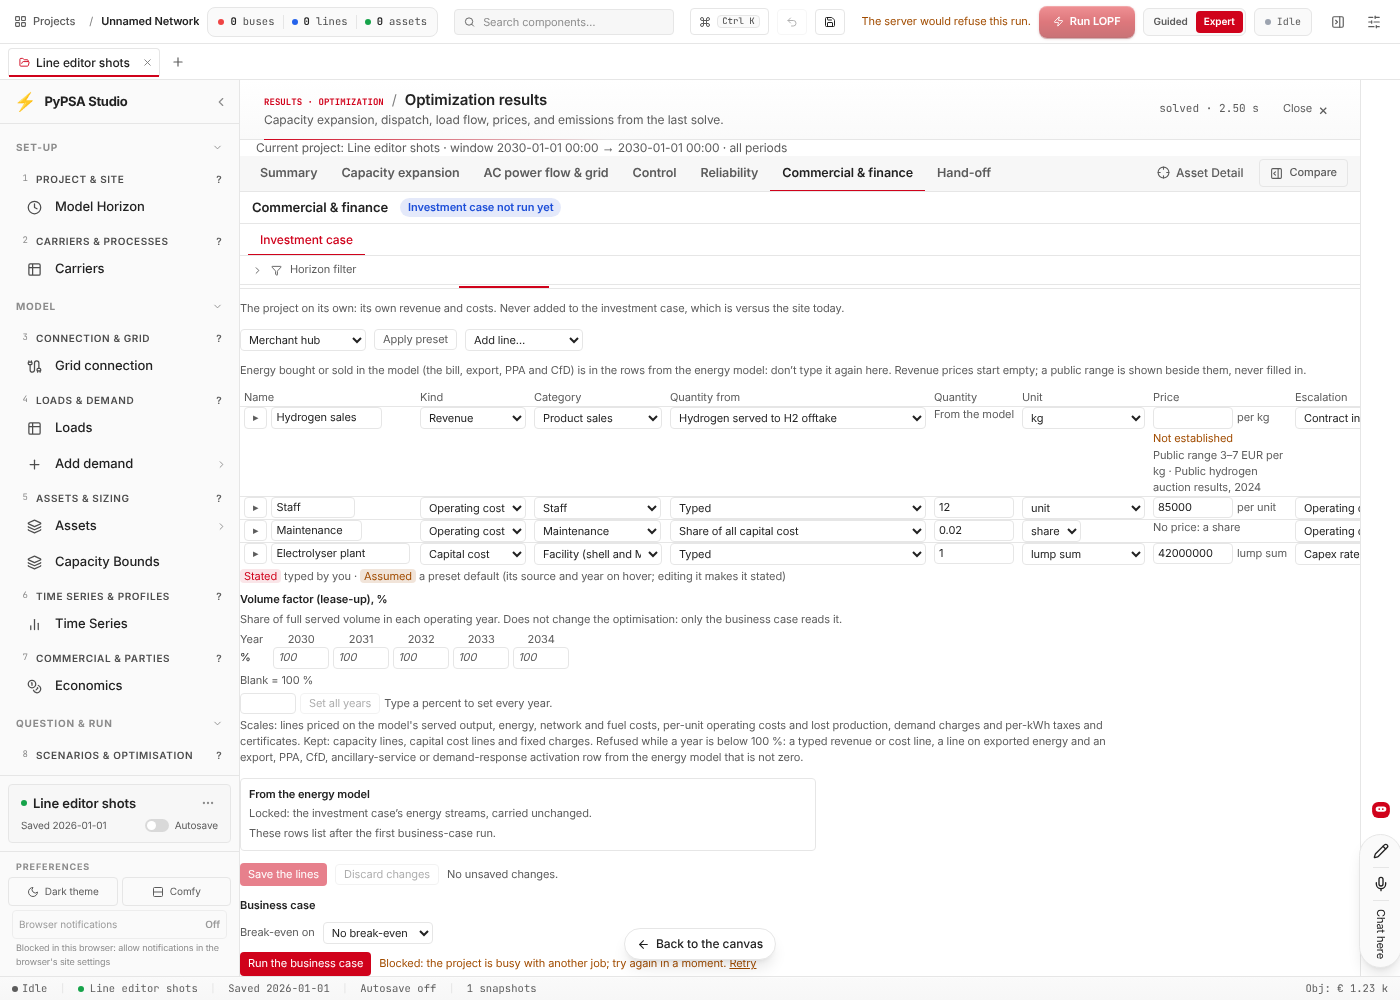 Projects / Unnamed Network
0 buses 0 lines 0 assets
Search components...
⌘ Ctrl K
The server would refuse this run.
Run LOPF
Guided Expert
Idle
Line editor shots
PyPSA Studio
SET-UP
1 PROJECT & SITE ?
Model Horizon
2 CARRIERS & PROCESSES ?
Carriers
MODEL
3 CONNECTION & GRID ?
Grid connection
4 LOADS & DEMAND ?
Loads
Add demand
5 ASSETS & SIZING ?
Assets
Capacity Bounds
6 TIME SERIES & PROFILES ?
Time Series
7 COMMERCIAL & PARTIES ?
Economics
QUESTION & RUN
8 SCENARIOS & OPTIMISATION ?
Line editor shots ···
Saved 2026-01-01 Autosave
PREFERENCES
Dark theme Comfy
Browser notifications Off
Blocked in this browser: allow notifications in the
browser's site settings
RESULTS · OPTIMIZATION / Optimization results
Capacity expansion, dispatch, load flow, prices, and emissions from the last solve.
solved · 2.50 s Close ×
Current project: Line editor shots · window 2030-01-01 00:00 → 2030-01-01 00:00 · all periods
Summary Capacity expansion AC power flow & grid Control Reliability Commercial & finance Hand-off
Asset Detail Compare
Commercial & finance Investment case not run yet
Investment case
Horizon filter
The project on its own: its own revenue and costs. Never added to the investment case, which is versus the site today.
Merchant hub Apply preset Add line...
Energy bought or sold in the model (the bill, export, PPA and CfD) is in the rows from the energy model: don't type it again here. Revenue prices start empty; a public range is shown beside them, never filled in.
Name Kind Category Quantity from Quantity Unit Price Escalation
Hydrogen sales Revenue Product sales Hydrogen served to H2 offtake From the model kg per kg Contract in
Not established
Public range 3–7 EUR per
kg · Public hydrogen
auction results, 2024
Staff Operating cost Staff Typed 12 unit 85000 per unit Operating c
Maintenance Operating cost Maintenance Share of all capital cost 0.02 share No price: a share Operating c
Electrolyser plant Capital cost Facility (shell and M Typed 1 lump sum 42000000 lump sum Capex rate
Stated typed by you · Assumed a preset default (its source and year on hover; editing it makes it stated)
Volume factor (lease-up), %
Share of full served volume in each operating year. Does not change the optimisation: only the business case reads it.
Year 2030 2031 2032 2033 2034
% 100 100 100 100 100
Blank = 100 %
Set all years Type a percent to set every year.
Scales: lines priced on the model's served output, energy, network and fuel costs, per-unit operating costs and lost production, demand charges and per-kWh taxes and
certificates. Kept: capacity lines, capital cost lines and fixed charges. Refused while a year is below 100 %: a typed revenue or cost line, a line on exported energy and an
export, PPA, CfD, ancillary-service or demand-response activation row from the energy model that is not zero.
From the energy model
Locked: the investment case's energy streams, carried unchanged.
These rows list after the first business-case run.
Save the lines Discard changes No unsaved changes.
Business case
Break-even on No break-even
Back to the canvas
Run the business case Blocked: the project is busy with another job; try again in a moment. Retry
Chat here
Idle Line editor shots Saved 2026-01-01 Autosave off 1 snapshots Obj: € 1.23 k